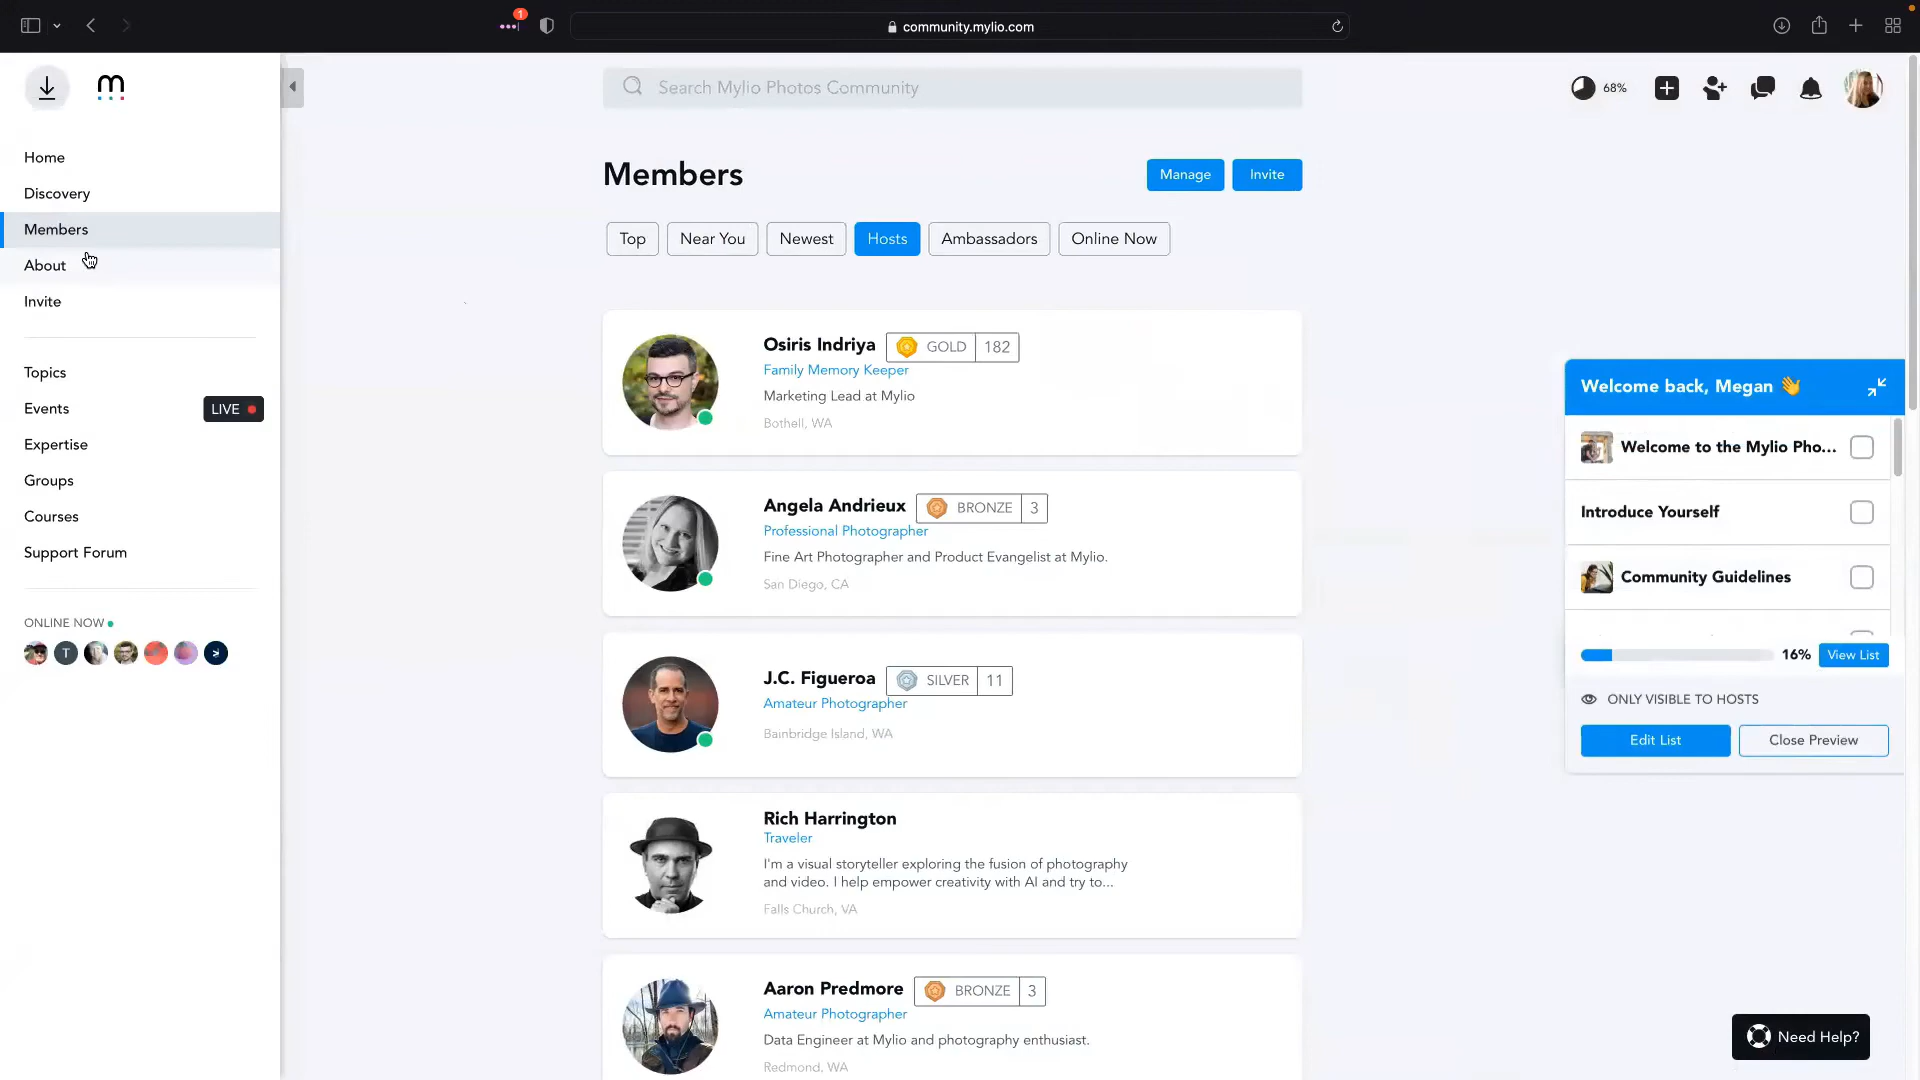 1
community.mylio.com
m
Search Mylio Photos Community
68%
Home
Discovery
Members
About
Invite
Topics
Events
LIVE
Expertise
Groups
Courses
Support Forum
ONLINE NOW
T
Members
Manage
Invite
Top
Near You
Newest
Hosts
Ambassadors
Online Now
Osiris Indriya
GOLD 182
Family Memory Keeper
Marketing Lead at Mylio
Bothell, WA
Angela Andrieux
BRONZE 3
Professional Photographer
Fine Art Photographer and Product Evangelist at Mylio.
San Diego, CA
J.C. Figueroa
SILVER 11
Amateur Photographer
Bainbridge Island, WA
Rich Harrington
Traveler
I'm a visual storyteller exploring the fusion of photography
and video. I help empower creativity with AI and try to...
Falls Church, VA
Aaron Predmore
BRONZE 3
Amateur Photographer
Data Engineer at Mylio and photography enthusiast.
Redmond, WA
Welcome back, Megan 👋
Welcome to the Mylio Pho...
Introduce Yourself
Community Guidelines
16%
View List
ONLY VISIBLE TO HOSTS
Edit List
Close Preview
Need Help?